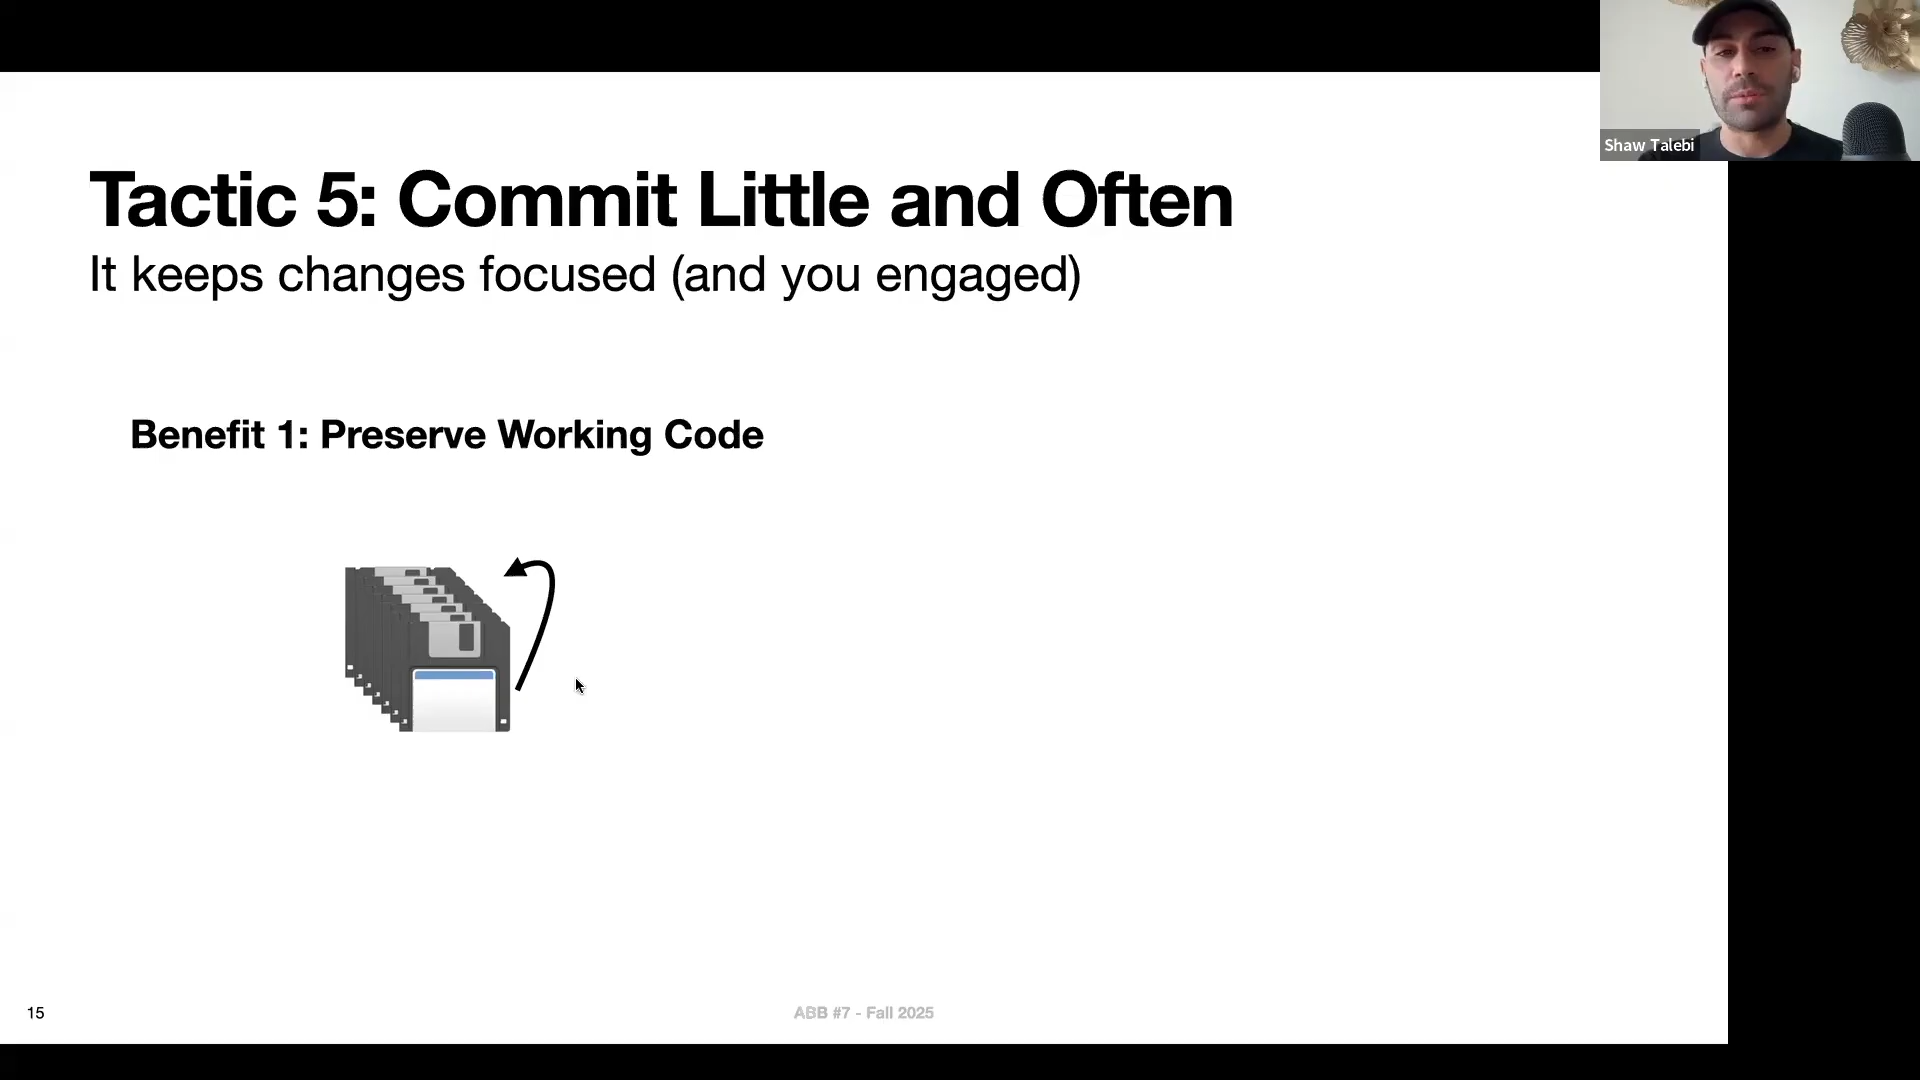 Shaw Talebi
Tactic 5: Commit Little and Often
It keeps changes focused (and you engaged)
Benefit 1: Preserve Working Code
15
ABB #7 - Fall 2025